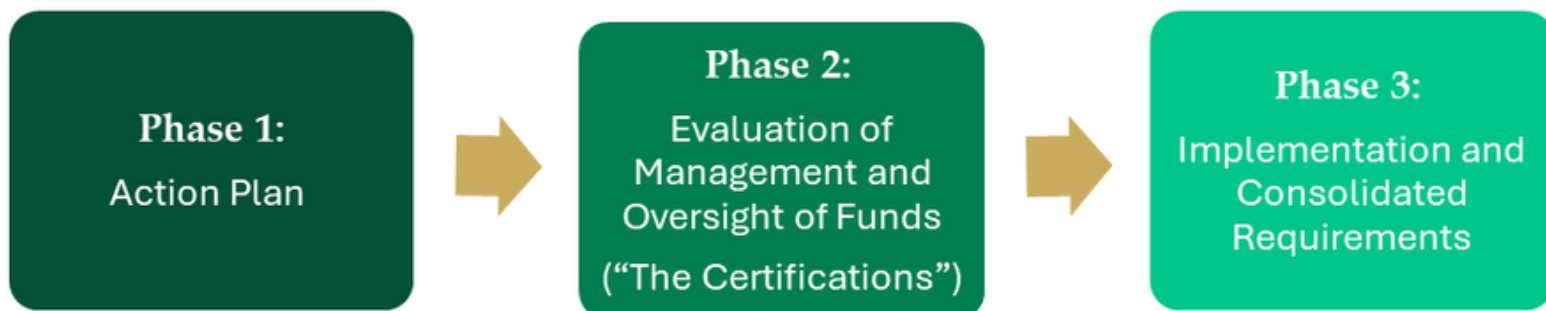 Phase 1:
Action Plan
Phase 2:
Evaluation of
Management and
Oversight of Funds
(“The Certifications”)
Phase 3:
Implementation and
Consolidated
Requirements